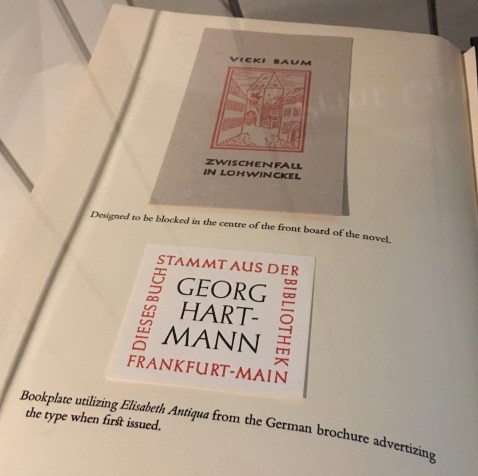 VICKI BAUM
ZWISCHENFALL
IN LOHWINCKEL
Designed to be blocked in the centre of the front board of the novel.
DIESES BUCH
STAMMT AUS DER
BIBLIOTHEK
GEORG
HART-
MANN
FRANKFURT-MAIN
Bookplate utilizing Elisabeth Antiqua from the German brochure advertizing
the type when first issued.